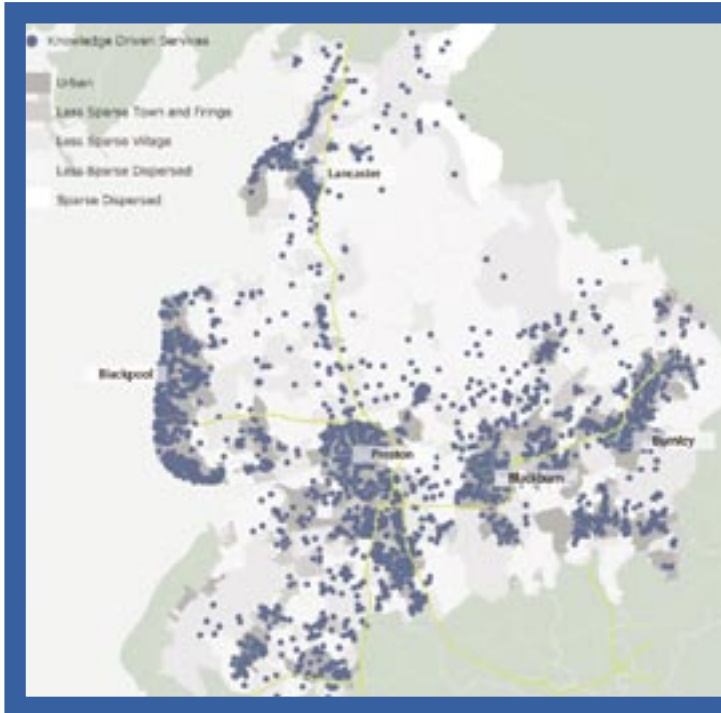 Knowledge Driven Services
Urban
Less Sparse Town and Fringe
Less Sparse Village
Less Sparse Dispersed
Sparse Dispersed
Lancaster
Blackpool
Preston
Burnley
Blackburn